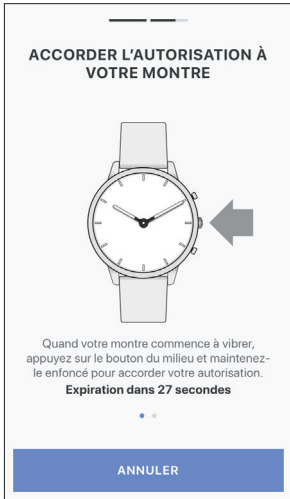 ACCORDER L'AUTORISATION À
VOTRE MONTRE
Quand votre montre commence à vibrer,
appuyez sur le bouton du milieu et maintenez-
le enfoncé pour accorder votre autorisation.
Expiration dans 27 secondes
ANNULER